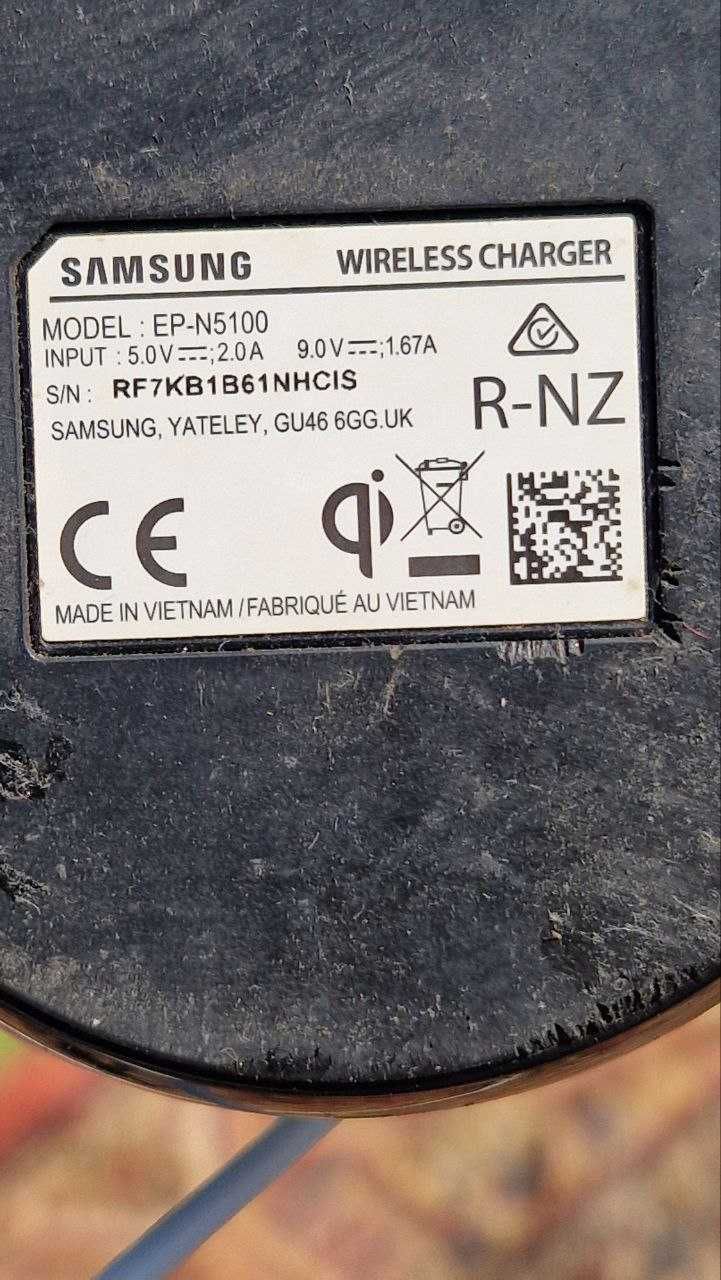 SAMSUNG WIRELESS CHARGER
MODEL : EP-N5100
INPUT : 5.0V⎓;2.0A 9.0V⎓;1.67A
S/N : RF7KB1B61NHCIS
R-NZ
SAMSUNG, YATELEY, GU46 6GG.UK
CE qi
MADE IN VIETNAM / FABRIQUÉ AU VIETNAM